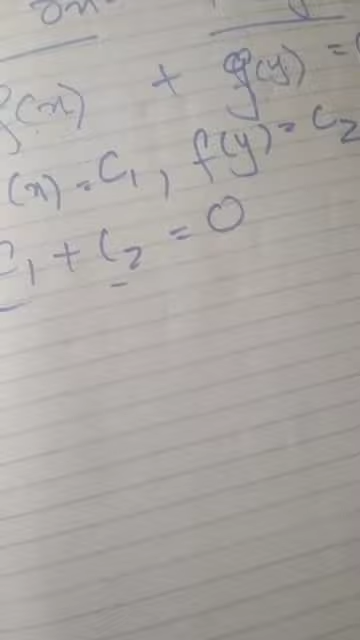 f(x) + g(y) =
(x) = C₁, f(y) = C₂
C₁ + C₂ = 0